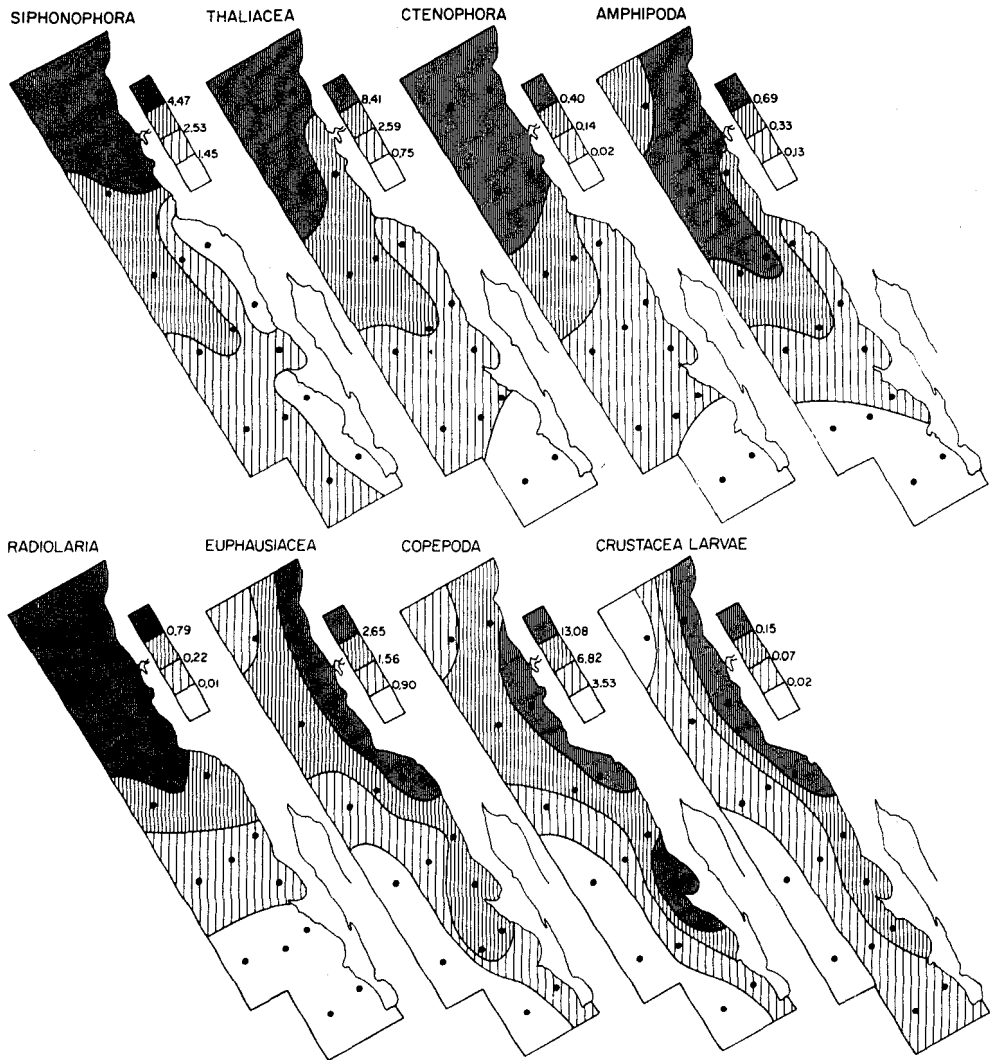 SIPHONOPHORA THALIACEA CTENOPHORA AMPHIPODA
4,47 8,41 0,40 0,69
2,53 2,59 0,14 0,33
1,45 0,75 0,02 0,13
RADIOLARIA EUPHAUSIACEA COPEPODA CRUSTACEA LARVAE
0,79 2,65 13,08 0,15
0,22 1,56 6,82 0,07
0,01 0,90 3,53 0,02